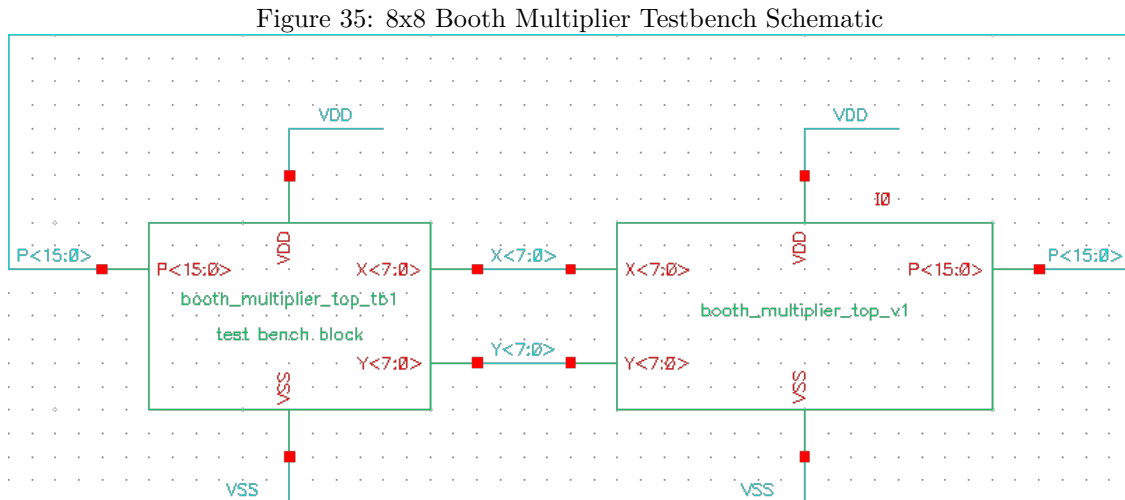 Figure 35: 8x8 Booth Multiplier Testbench Schematic
VDD
VDD
I0
P<15:0>
P<15:0>
VDD
X<7:0>
X<7:0>
X<7:0>
VDD
P<15:0>
P<15:0>
booth_multiplier_top_tb1
test bench block
booth_multiplier_top_v1
Y<7:0>
Y<7:0>
Y<7:0>
VSS
VSS
VSS
VSS